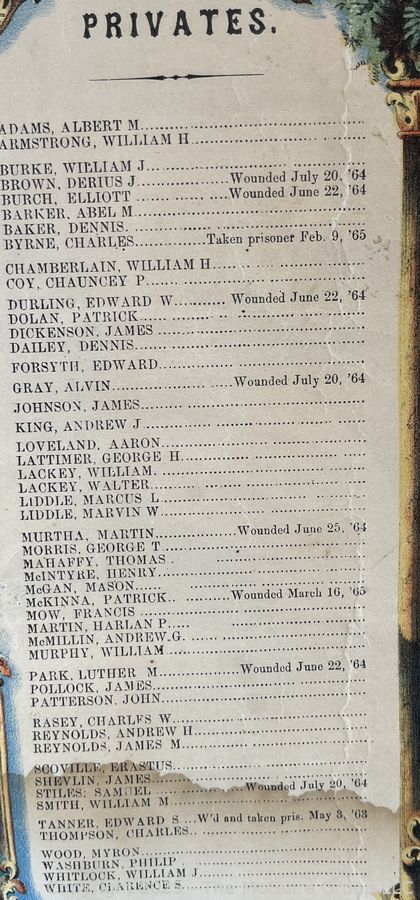 PRIVATES.
ADAMS, ALBERT M.
ARMSTRONG, WILLIAM H.
BURKE, WILLIAM J.
BROWN, DERIUS J. Wounded July 20, '64
BURCH, ELLIOTT Wounded June 22, '64
BARKER, ABEL M.
BAKER, DENNIS.
BYRNE, CHARLES. Taken prisoner Feb. 9, '65
CHAMBERLAIN, WILLIAM H.
COY, CHAUNCEY P.
DURLING, EDWARD W. Wounded June 22, '64
DOLAN, PATRICK
DICKENSON, JAMES
DAILEY, DENNIS.
FORSYTH, EDWARD.
GRAY, ALVIN. Wounded July 20, '64
JOHNSON, JAMES.
KING, ANDREW J.
LOVELAND, AARON.
LATTIMER, GEORGE H.
LACKEY, WILLIAM.
LACKEY, WALTER.
LIDDLE, MARCUS L.
LIDDLE, MARVIN W.
MURTHA, MARTIN. Wounded June 25, '64
MORRIS, GEORGE T.
MAHAFFY, THOMAS.
McINTYRE, HENRY.
McGAN, MASON.
McKINNA, PATRICK. Wounded March 16, '65
MOW, FRANCIS
MARTIN, HARLAN P.
McMILLIN, ANDREW.G.
MURPHY, WILLIAM
PARK, LUTHER M. Wounded June 22, '64
POLLOCK, JAMES.
PATTERSON, JOHN.
RASEY, CHARLES W.
REYNOLDS, ANDREW H.
REYNOLDS, JAMES M.
SCOVILLE, ERASTUS.
SHEVLIN, JAMES.
STILES, SAMUEL Wounded July 20, '64
SMITH, WILLIAM M.
TANNER, EDWARD S. W'd and taken pris. May 3, '63
THOMPSON, CHARLES.
WOOD, MYRON.
WASHBURN, PHILIP
WHITLOCK, WILLIAM J.
WHITE, CLARENCE S.